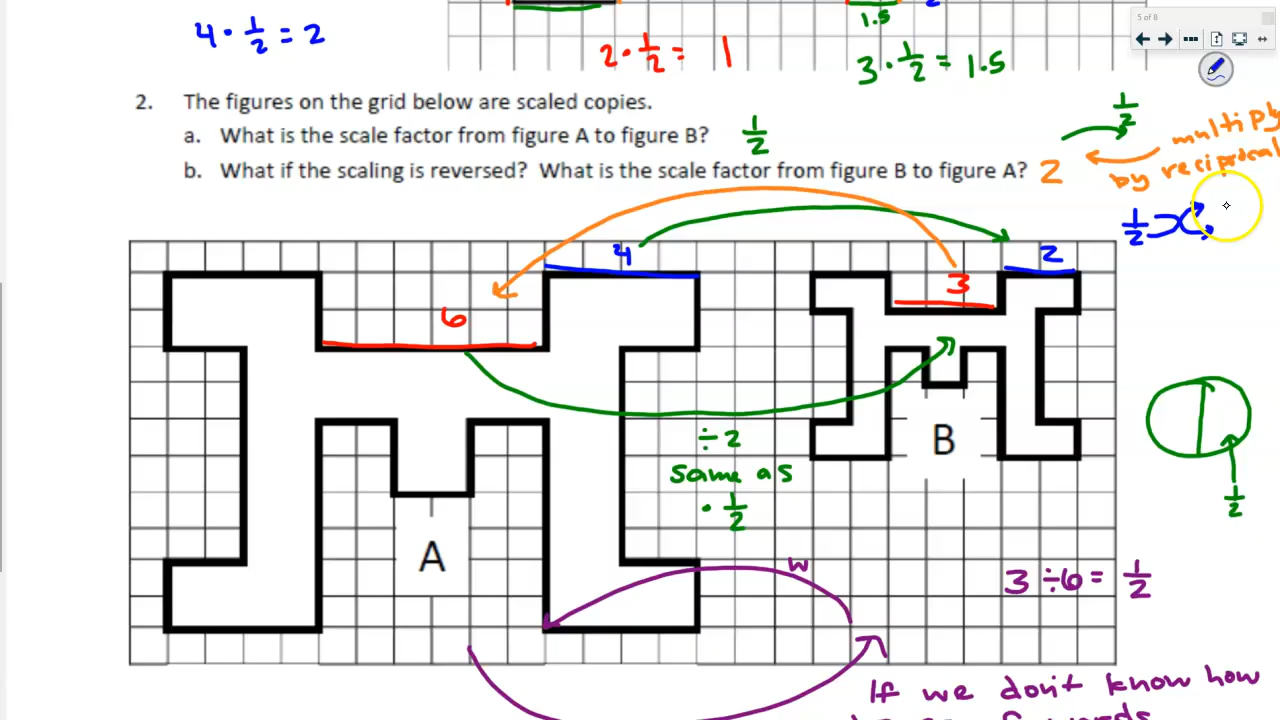 4 · 1/2 = 2
2 · 1/2 = 1
1.5
3 · 1/2 = 1.5
5 of 8
2. The figures on the grid below are scaled copies.
a. What is the scale factor from figure A to figure B? 1/2
b. What if the scaling is reversed? What is the scale factor from figure B to figure A? 2
1/2
multiply
by reciprocal
1/2
4
2
6
3
÷2
same as
· 1/2
A
B
1/2
W
3 ÷ 6 = 1/2
If we don't know how